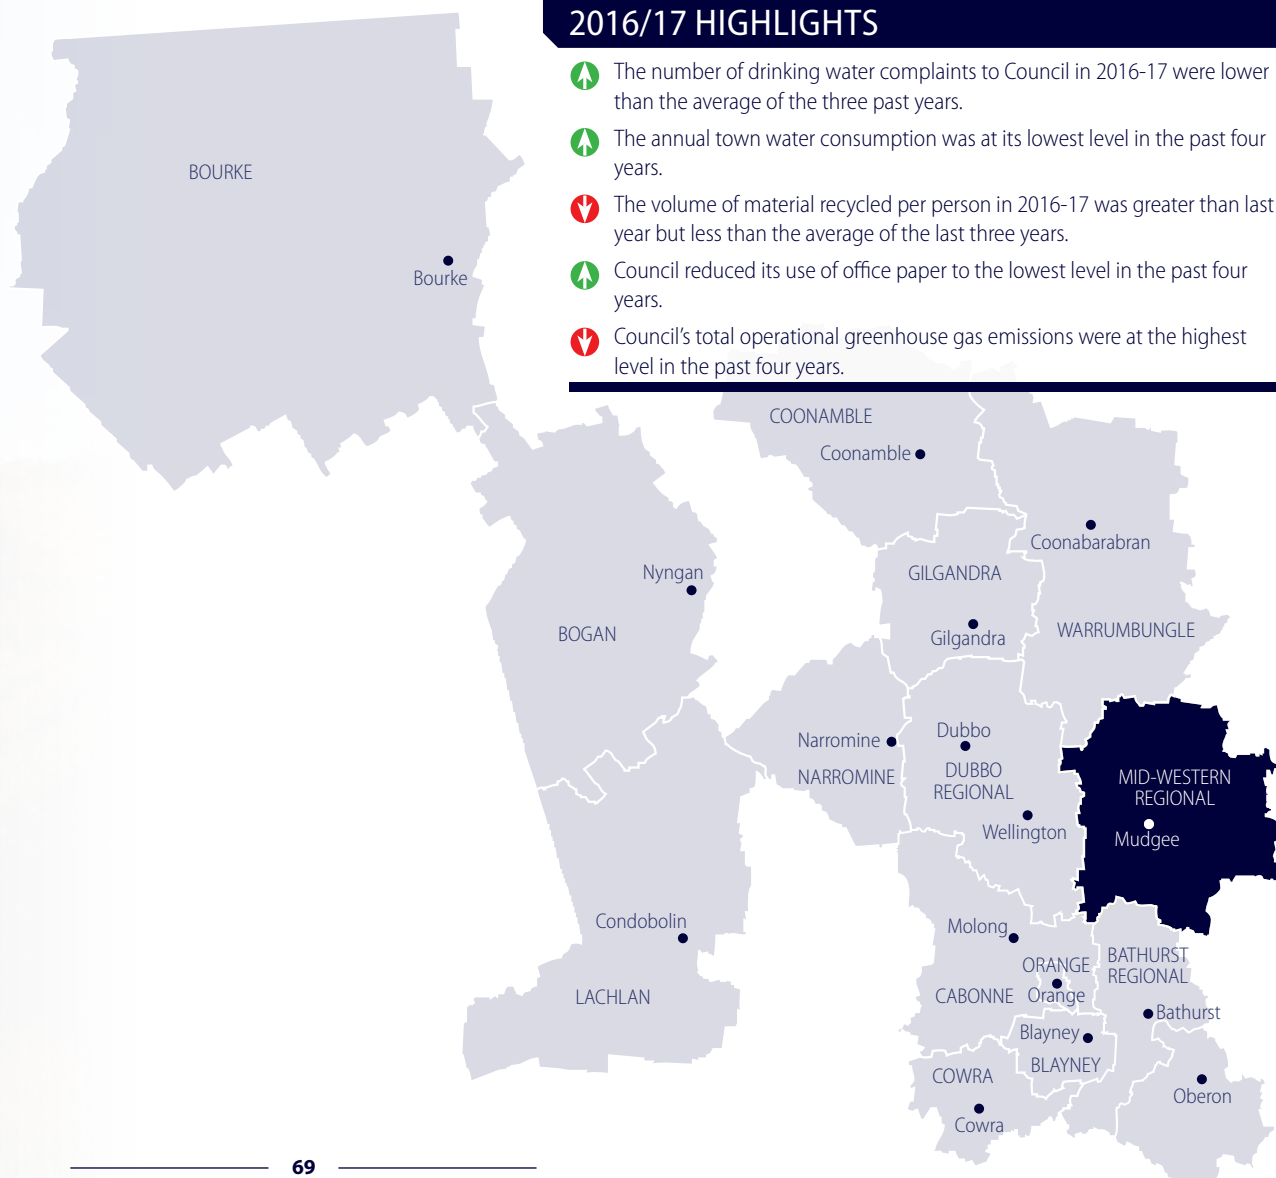 2016/17 HIGHLIGHTS
The number of drinking water complaints to Council in 2016-17 were lower
than the average of the three past years.
The annual town water consumption was at its lowest level in the past four
years.
The volume of material recycled per person in 2016-17 was greater than last
year but less than the average of the last three years.
Council reduced its use of office paper to the lowest level in the past four
years.
Council’s total operational greenhouse gas emissions were at the highest
level in the past four years.
BOURKE
Bourke
COONAMBLE
Coonamble
Coonabarabran
Nyngan
GILGANDRA
BOGAN
Gilgandra
WARRUMBUNGLE
Narromine
NARROMINE
Dubbo
DUBBO
REGIONAL
Wellington
MID-WESTERN
REGIONAL
Mudgee
Condobolin
LACHLAN
Molong
ORANGE
Orange
CABONNE
BATHURST
REGIONAL
Bathurst
Blayney
BLAYNEY
COWRA
Cowra
Oberon
69